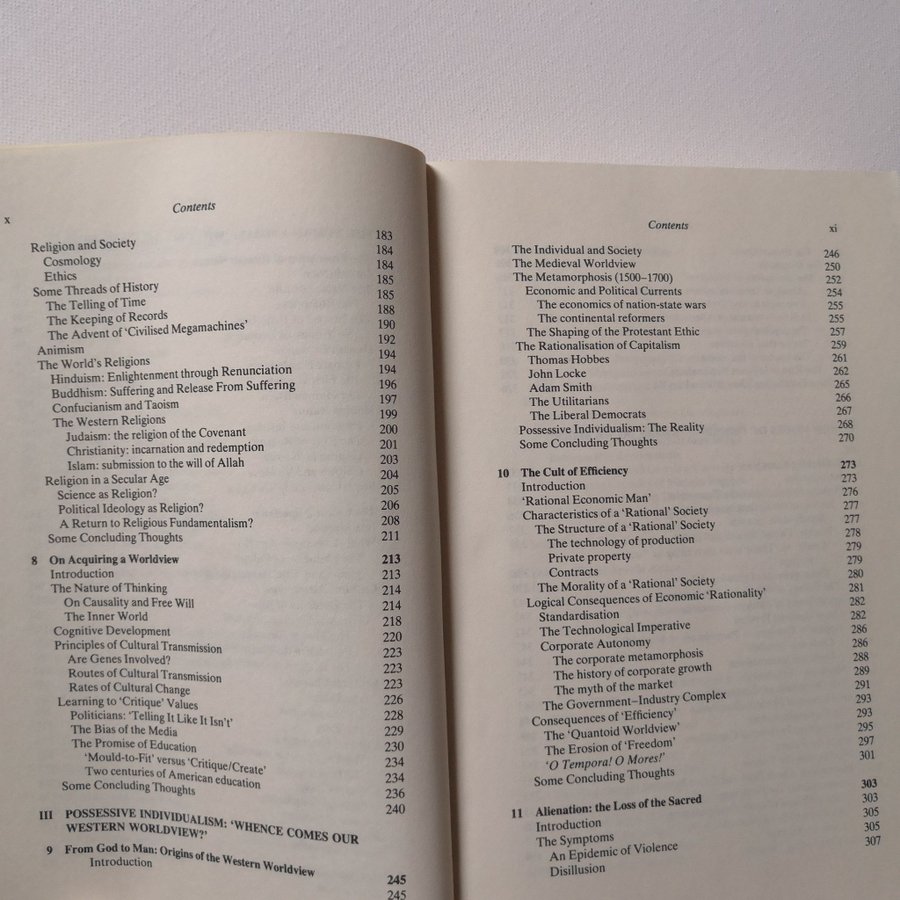 x
Contents
Religion and Society 183
Cosmology 184
Ethics 184
Some Threads of History 185
The Telling of Time 185
The Keeping of Records 188
The Advent of ‘Civilised Megamachines’ 190
Animism 192
The World's Religions 194
Hinduism: Enlightenment through Renunciation 194
Buddhism: Suffering and Release From Suffering 196
Confucianism and Taoism 197
The Western Religions 199
Judaism: the religion of the Covenant 200
Christianity: incarnation and redemption 201
Islam: submission to the will of Allah 203
Religion in a Secular Age 204
Science as Religion? 205
Political Ideology as Religion? 206
A Return to Religious Fundamentalism? 208
Some Concluding Thoughts 211
8 On Acquiring a Worldview 213
Introduction 213
The Nature of Thinking 214
On Causality and Free Will 214
The Inner World 218
Cognitive Development 220
Principles of Cultural Transmission 223
Are Genes Involved? 223
Routes of Cultural Transmission 223
Rates of Cultural Change 226
Learning to ‘Critique’ Values 228
Politicians: ‘Telling It Like It Isn't’ 229
The Bias of the Media 230
The Promise of Education 234
‘Mould-to-Fit’ versus ‘Critique/Create’ 234
Two centuries of American education 236
Some Concluding Thoughts 240
III POSSESSIVE INDIVIDUALISM: ‘WHENCE COMES OUR
WESTERN WORLDVIEW?’
9 From God to Man: Origins of the Western Worldview 245
Introduction 245
Contents
xi
The Individual and Society 246
The Medieval Worldview 250
The Metamorphosis (1500–1700) 252
Economic and Political Currents 254
The economics of nation-state wars 255
The continental reformers 255
The Shaping of the Protestant Ethic 257
The Rationalisation of Capitalism 259
Thomas Hobbes 261
John Locke 262
Adam Smith 265
The Utilitarians 266
The Liberal Democrats 267
Possessive Individualism: The Reality 268
Some Concluding Thoughts 270
10 The Cult of Efficiency 273
Introduction 273
‘Rational Economic Man’ 276
Characteristics of a ‘Rational’ Society 277
The Structure of a ‘Rational’ Society 277
The technology of production 278
Private property 279
Contracts 279
The Morality of a ‘Rational’ Society 280
Logical Consequences of Economic ‘Rationality’ 281
Standardisation 282
The Technological Imperative 282
Corporate Autonomy 286
The corporate metamorphosis 286
The history of corporate growth 288
The myth of the market 289
The Government–Industry Complex 291
Consequences of ‘Efficiency’ 293
The ‘Quantoid Worldview’ 293
The Erosion of ‘Freedom’ 295
‘O Tempora! O Mores!’ 297
Some Concluding Thoughts 301
11 Alienation: the Loss of the Sacred 303
Introduction 303
The Symptoms 305
An Epidemic of Violence 305
Disillusion 307